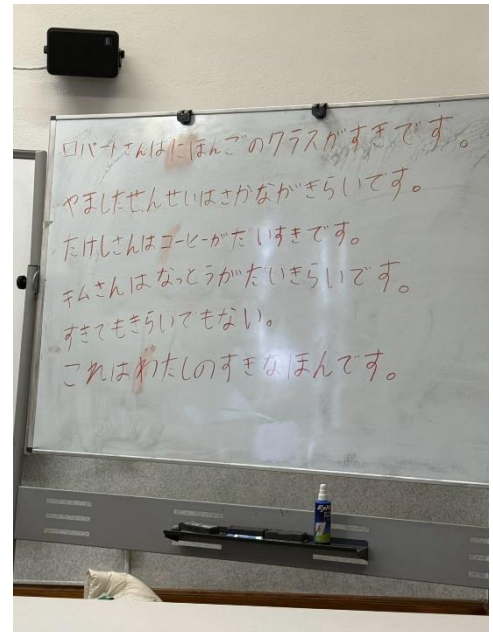 ロバートさんはにほんごのクラスがすきです。
やましたせんせいはさかながきらいです。
たけしさんはコーヒーがだいすきです。
キムさんはなっとうがだいきらいです。
すきでもきらいでもない。
これはわたしのすきなほんです。